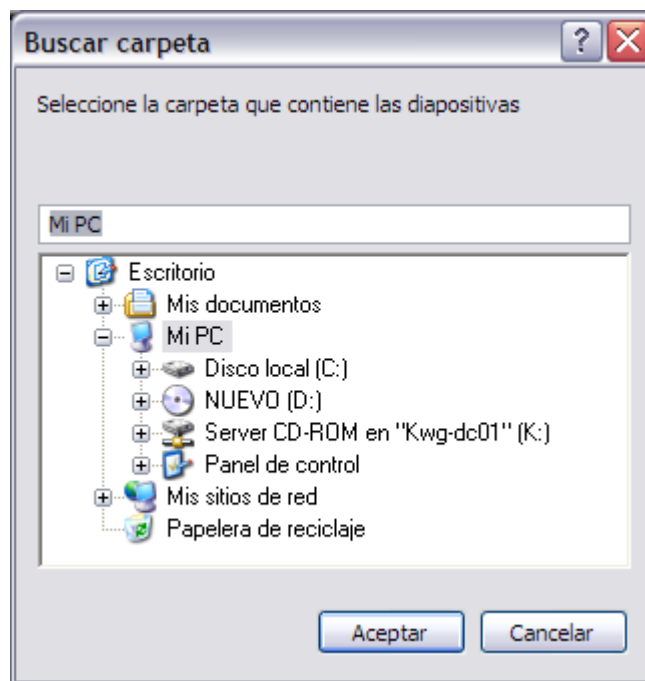 Buscar carpeta
Seleccione la carpeta que contiene las diapositivas
Mi PC
Escritorio
Mis documentos
Mi PC
Disco local (C:)
NUEVO (D:)
Server CD-ROM en "Kwg-dc01" (K:)
Panel de control
Mis sitios de red
Papelera de reciclaje
Aceptar Cancelar